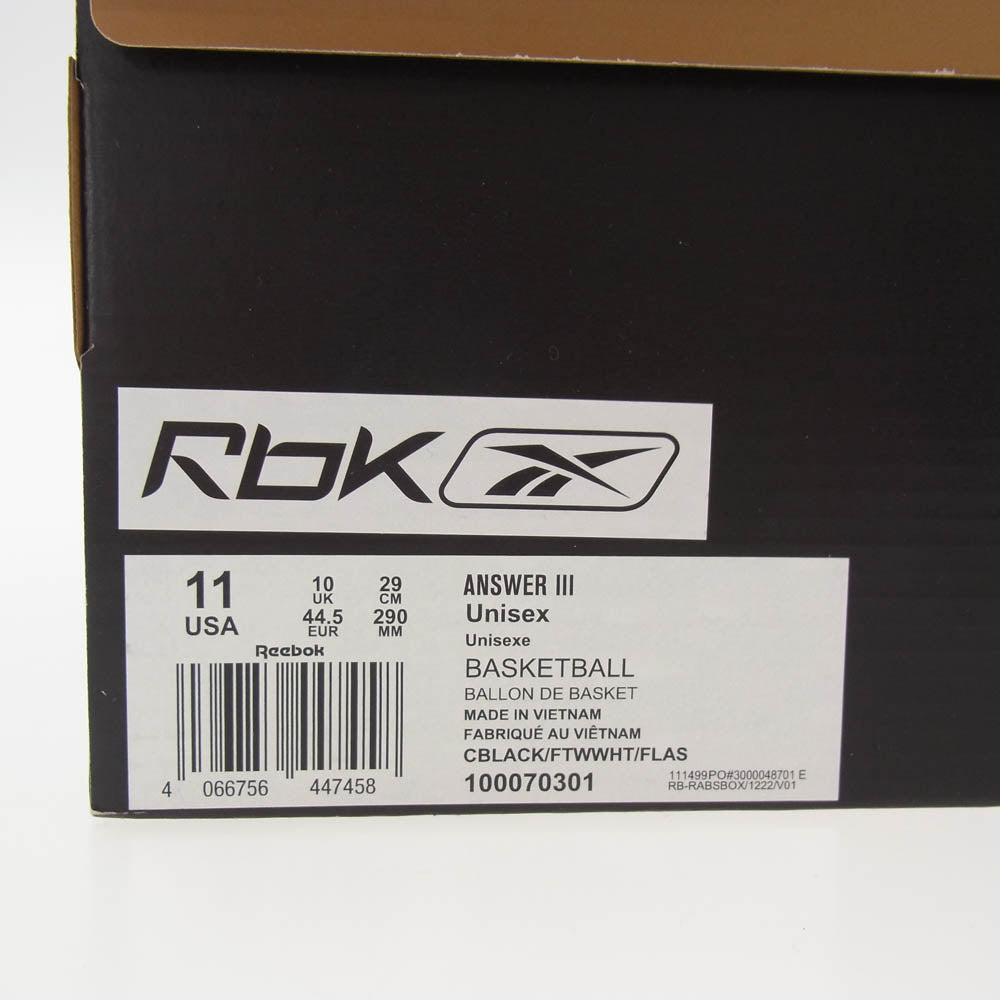 Rbk
11 USA
10 UK
29 CM
44.5 EUR
290 MM
Reebok
4 066756 447458
ANSWER III
Unisex
Unisexe
BASKETBALL
BALLON DE BASKET
MADE IN VIETNAM
FABRIQUÉ AU VIÊTNAM
CBLACK/FTWWHT/FLAS
100070301
111499PO#3000048701 E
RB-RABSBOX/1222/V01